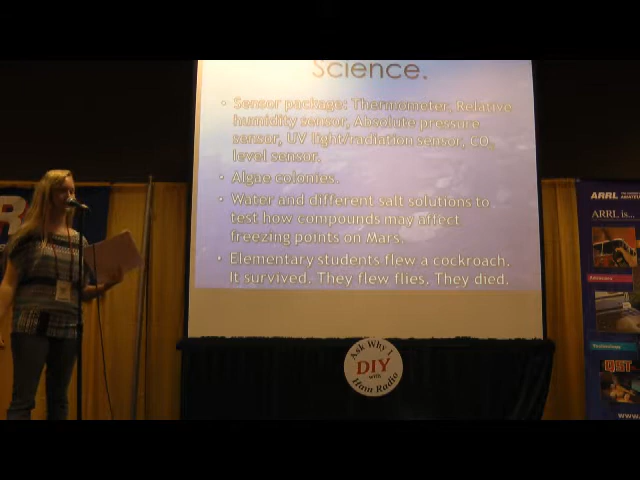 Science.
• Sensor package: Thermometer, Relative
humidity sensor, Absolute pressure
sensor, UV light/radiation sensor, CO2
level sensor.
• Algae colonies.
• Water and different salt solutions to
test how compounds may affect
freezing points on Mars.
• Elementary students flew a cockroach.
It survived. They flew flies. They died.
Ask Why I
DIY
with
Ham Radio
R
ARRL
ARRL is...